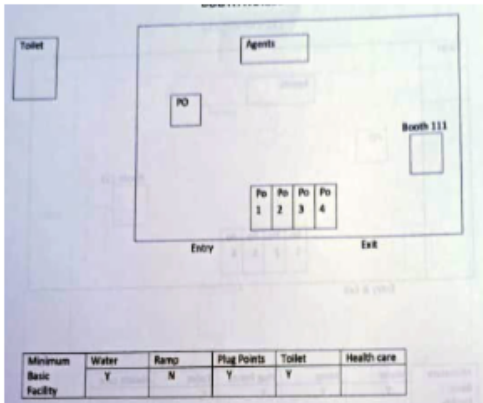 Toilet
Agents
PO
Booth 111
Po Po Po Po
1 2 3 4
Entry Exit
Minimum Basic Facility Water Ramp Plug Points Toilet Health care
Y N Y Y